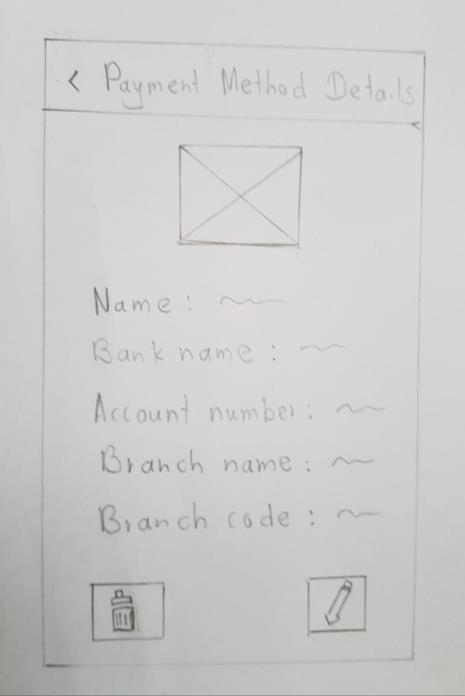 < Payment Method Details
Name :
Bank name :
Account number :
Branch name :
Branch code :